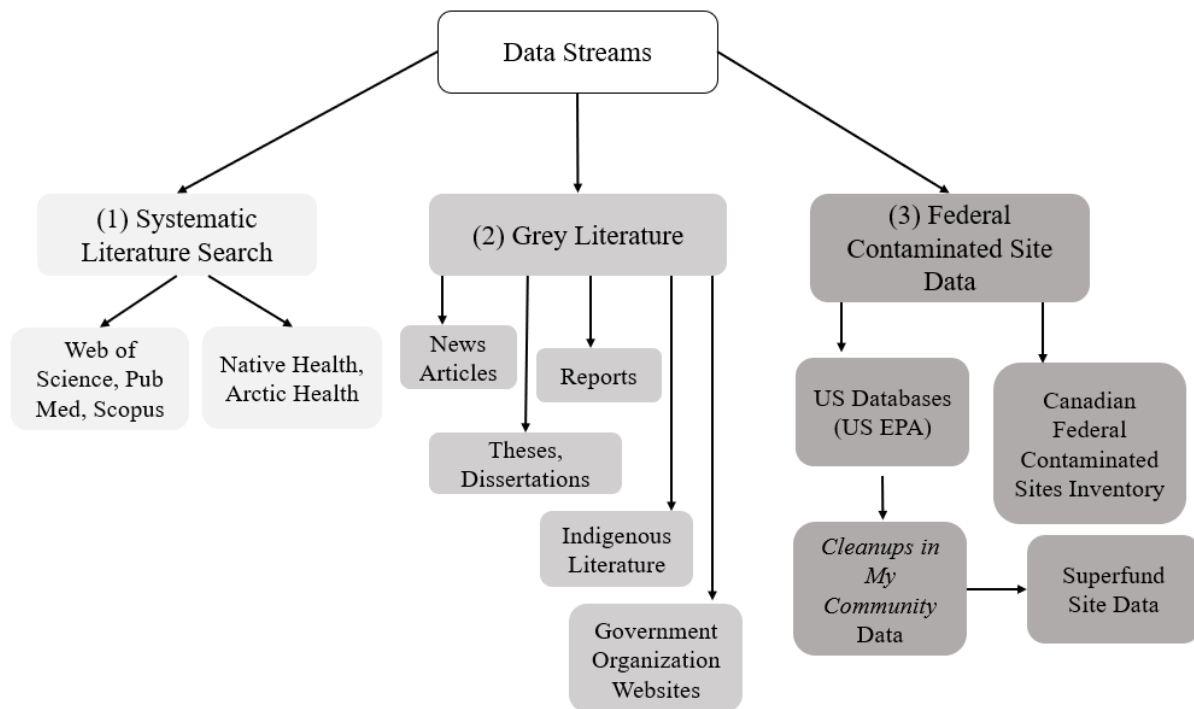 Data Streams
(1) Systematic
Literature Search
Web of
Science, Pub
Med, Scopus
Native Health,
Arctic Health
(2) Grey Literature
News
Articles
Reports
Theses,
Dissertations
Indigenous
Literature
Government
Organization
Websites
(3) Federal
Contaminated Site
Data
US Databases
(US EPA)
Canadian
Federal
Contaminated
Sites Inventory
Cleanups in
My
Community
Data
Superfund
Site Data